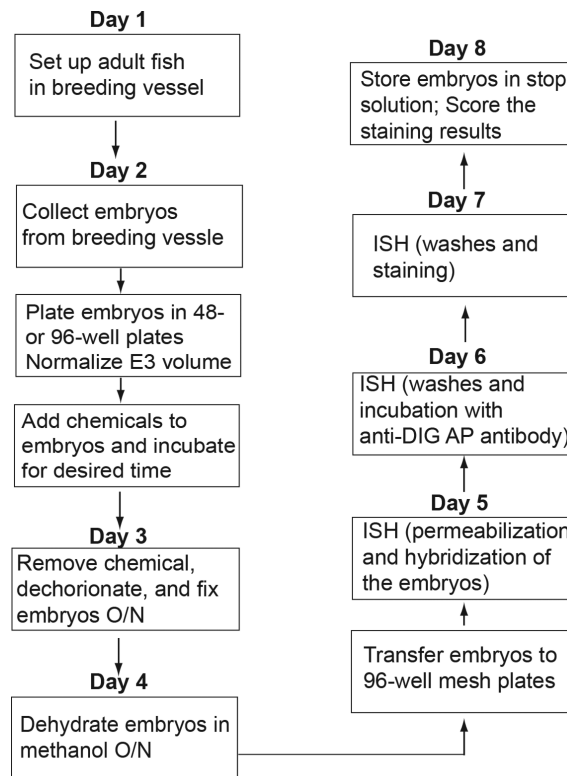 Day 1
Set up adult fish
in breeding vessel
Day 2
Collect embryos
from breeding vessle
Plate embryos in 48-
or 96-well plates
Normalize E3 volume
Add chemicals to
embryos and incubate
for desired time
Day 3
Remove chemical,
dechorionate, and fix
embryos O/N
Day 4
Dehydrate embryos in
methanol O/N
Transfer embryos to
96-well mesh plates
Day 5
ISH (permeabilization
and hybridization of
the embryos)
Day 6
ISH (washes and
incubation with
anti-DIG AP antibody)
Day 7
ISH (washes and
staining)
Day 8
Store embryos in stop
solution; Score the
staining results